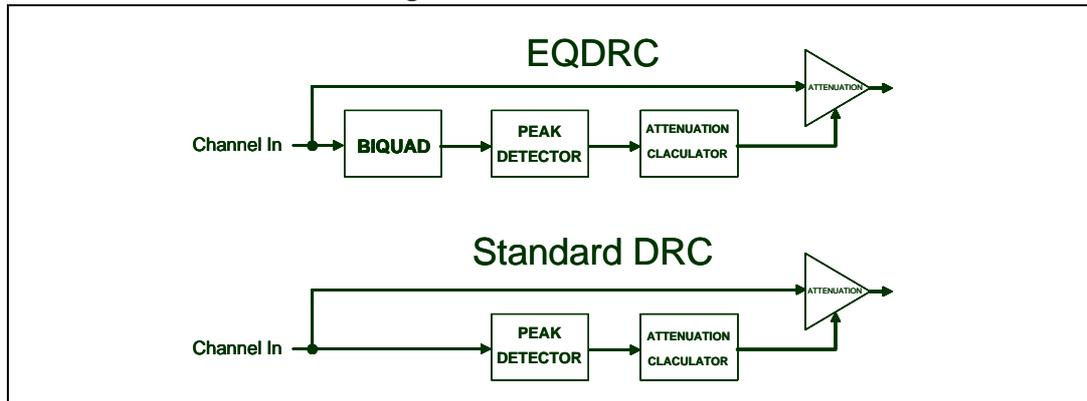 EQDRC
ATTENUATION
Channel In
BIQUAD
PEAK
DETECTOR
ATTENUATION
CLACULATOR
Standard DRC
ATTENUATION
Channel In
PEAK
DETECTOR
ATTENUATION
CLACULATOR